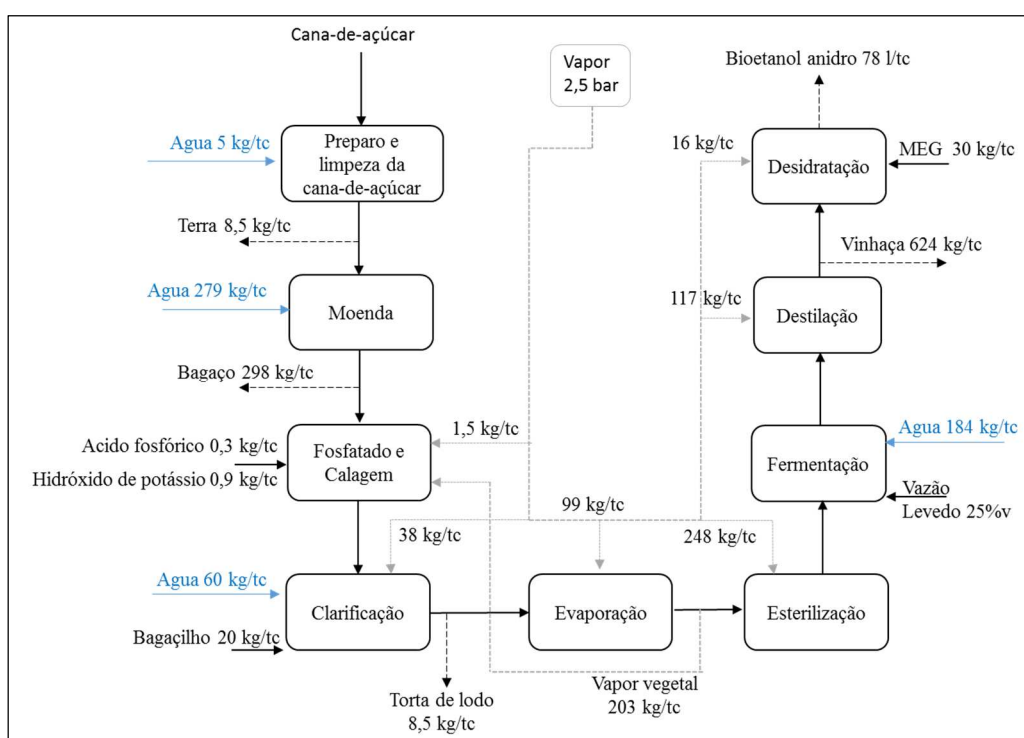 Cana-de-açúcar
Vapor
2,5 bar
Bioetanol anidro 78 l/tc
Agua 5 kg/tc
Preparo e
limpeza da
cana-de-açúcar
16 kg/tc
Desidratação
MEG 30 kg/tc
Terra 8,5 kg/tc
Vinhaça 624 kg/tc
Agua 279 kg/tc
Moenda
117 kg/tc
Destilação
Bagaço 298 kg/tc
1,5 kg/tc
Acido fosfórico 0,3 kg/tc
Hidróxido de potássio 0,9 kg/tc
Fosfatado e
Calagem
Agua 184 kg/tc
Fermentação
Vazão
Levedo 25%v
99 kg/tc
38 kg/tc
248 kg/tc
Agua 60 kg/tc
Clarificação
Evaporação
Esterilização
Bagaçilho 20 kg/tc
Torta de lodo
8,5 kg/tc
Vapor vegetal
203 kg/tc